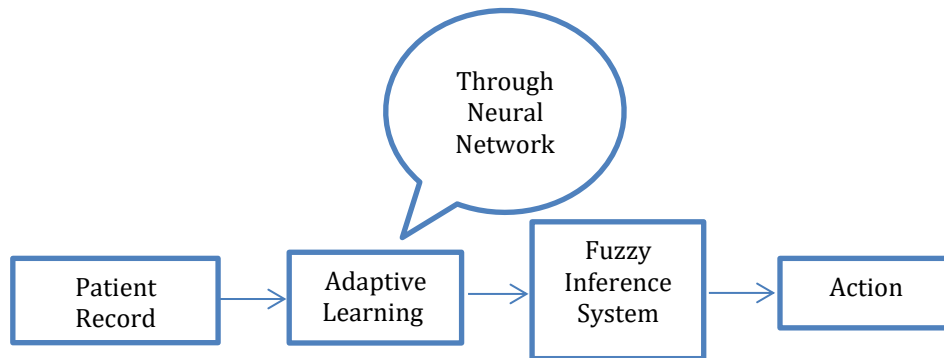 Through
Neural
Network
Patient
Record
Adaptive
Learning
Fuzzy
Inference
System
Action